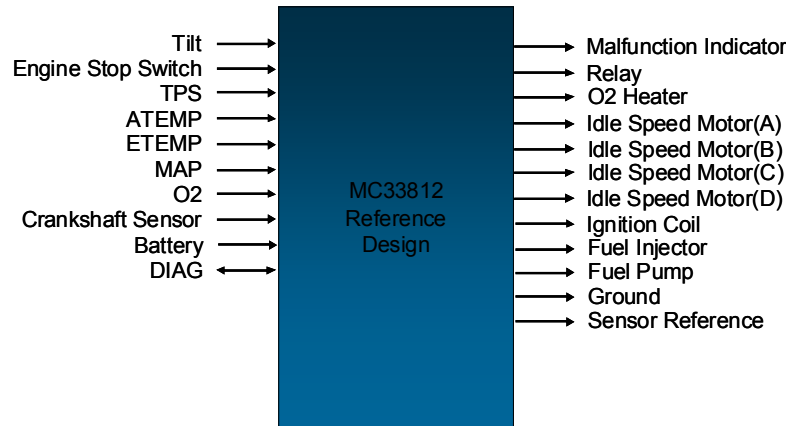 Tilt
Engine Stop Switch
TPS
ATEMP
ETEMP
MAP
O2
Crankshaft Sensor
Battery
DIAG
MC33812
Reference
Design
Malfunction Indicator
Relay
O2 Heater
Idle Speed Motor(A)
Idle Speed Motor(B)
Idle Speed Motor(C)
Idle Speed Motor(D)
Ignition Coil
Fuel Injector
Fuel Pump
Ground
Sensor Reference